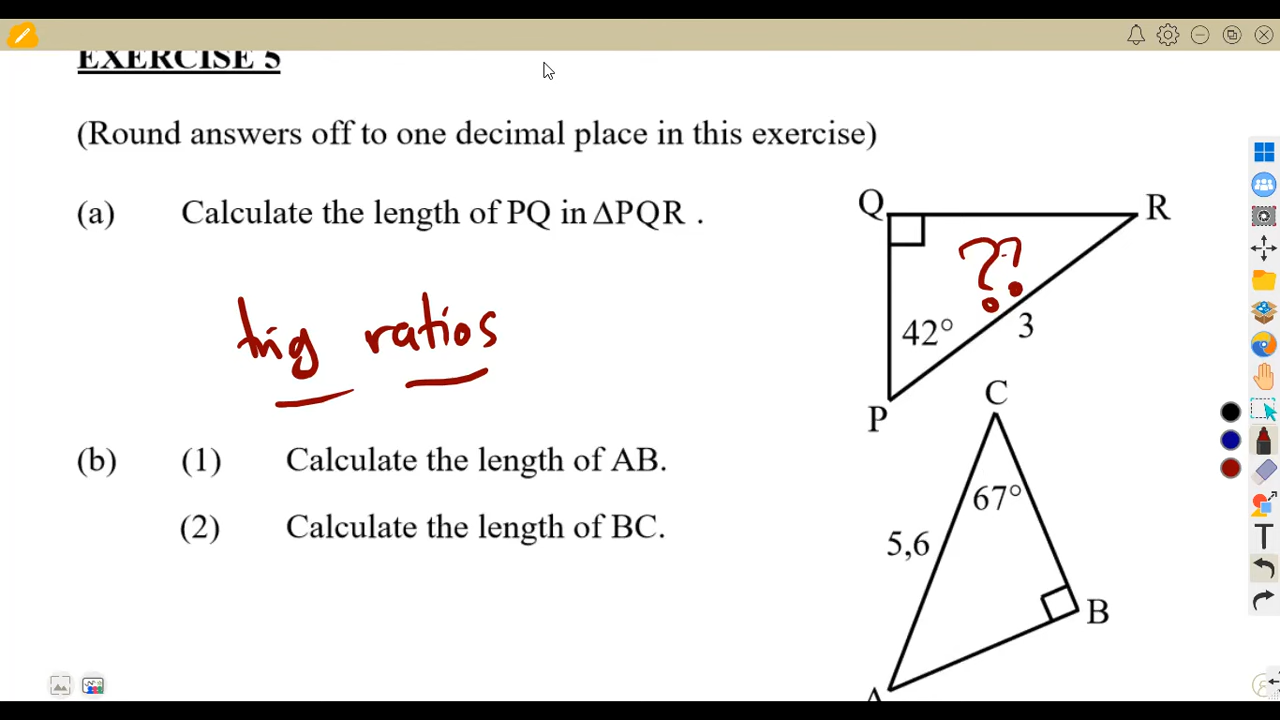 EXERCISE 5
(Round answers off to one decimal place in this exercise)
(a) Calculate the length of PQ in ΔPQR .
Q R
??
42° 3
P
trig ratios
(b) (1) Calculate the length of AB.
(2) Calculate the length of BC.
C
67°
5,6
B
A
T